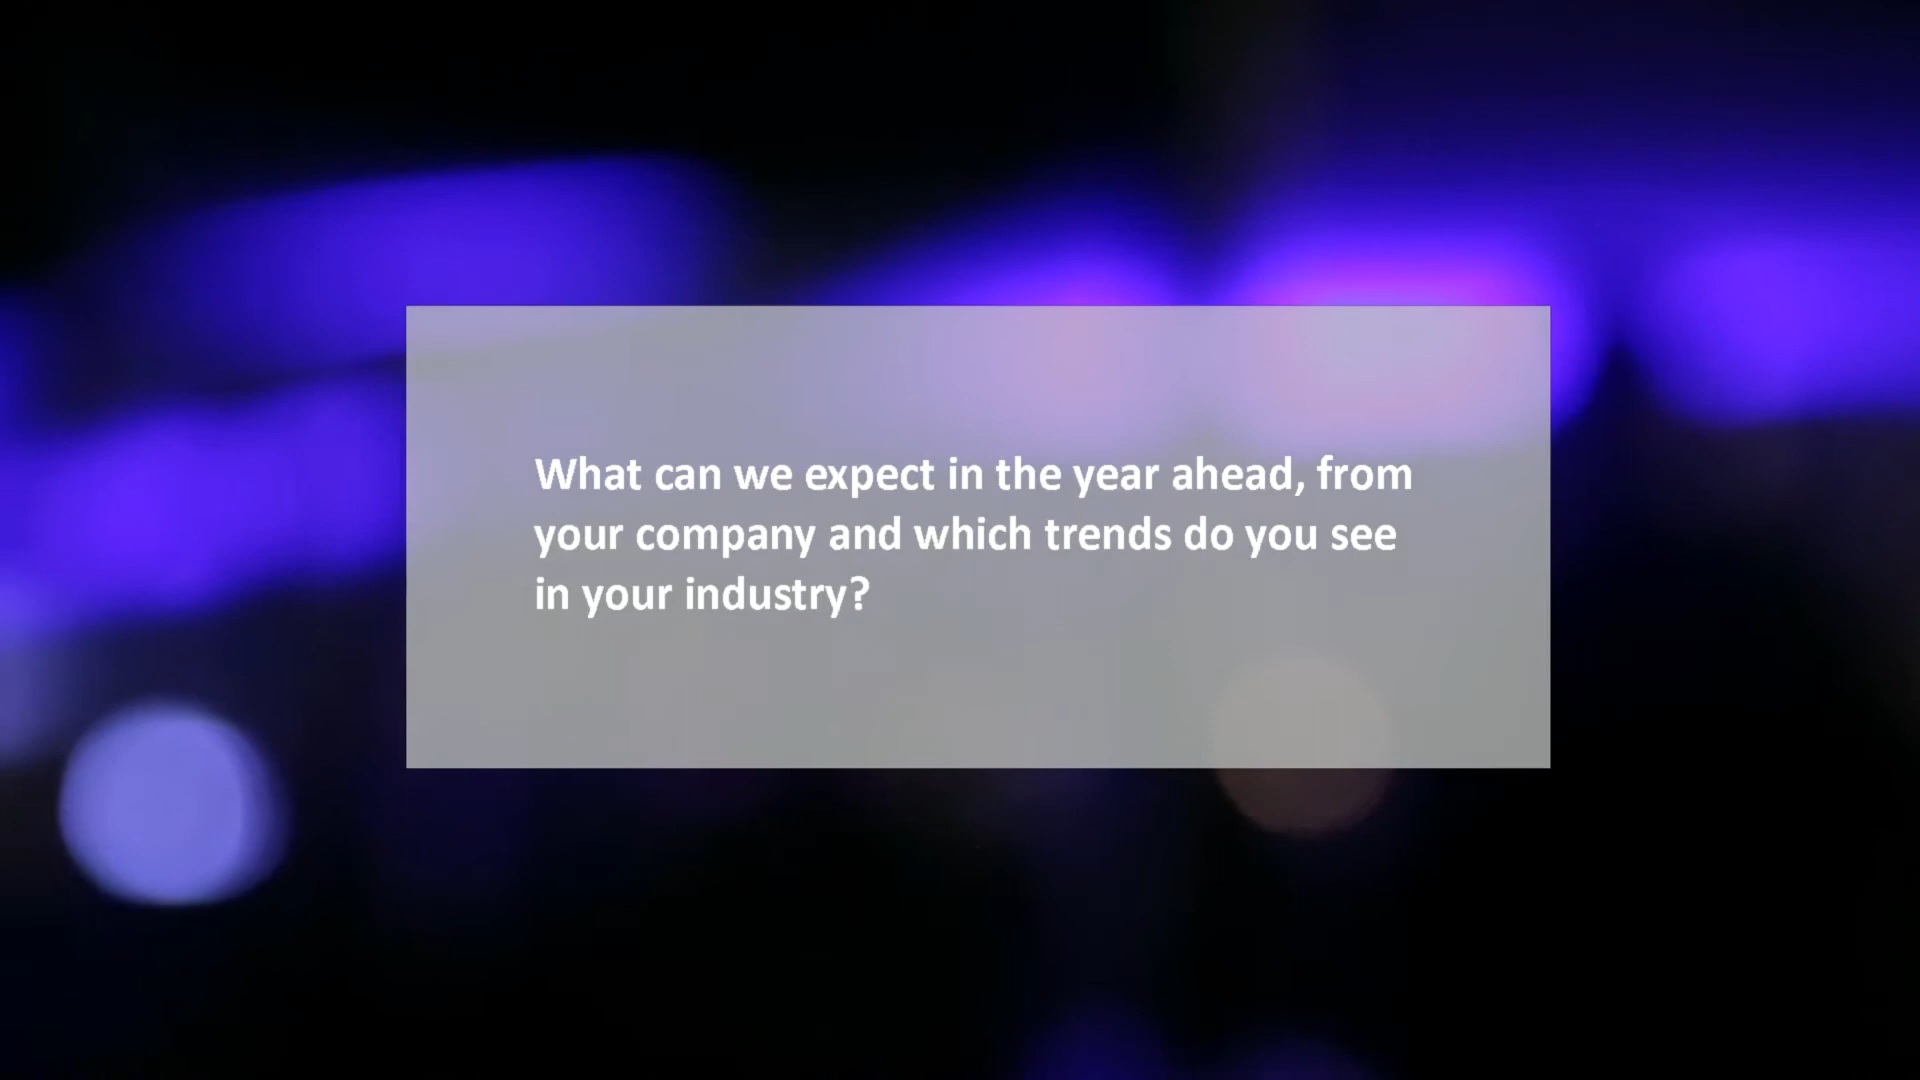 What can we expect in the year ahead, from
your company and which trends do you see
in your industry?